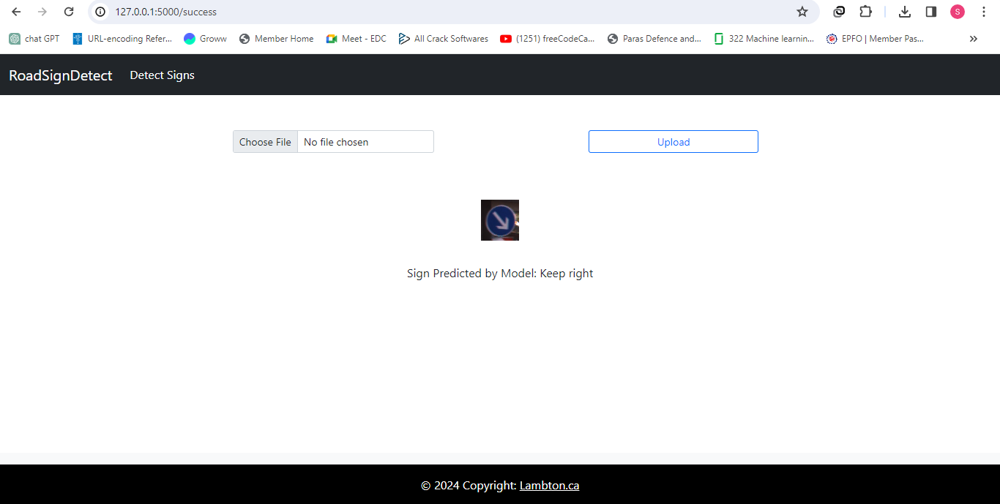 127.0.0.1:5000/success
S
chat GPT URL-encoding Refer... Groww Member Home Meet - EDC All Crack Softwares (1251) freeCodeCa... Paras Defence and... 322 Machine learnin... EPFO | Member Pas... »
RoadSignDetect Detect Signs
Choose File No file chosen Upload
Sign Predicted by Model: Keep right
© 2024 Copyright: Lambton.ca